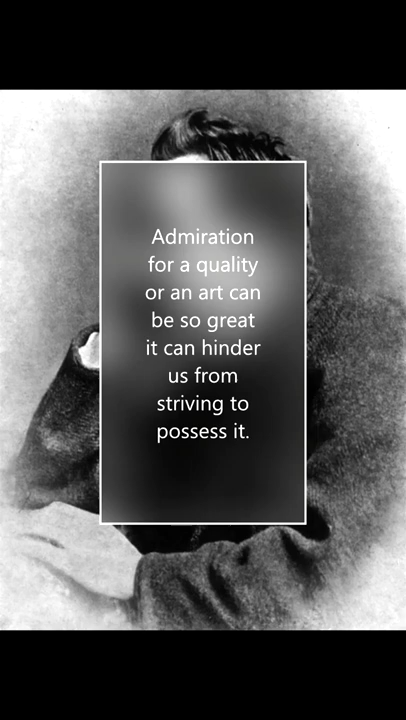 Admiration
for a quality
or an art can
be so great
it can hinder
us from
striving to
possess it.